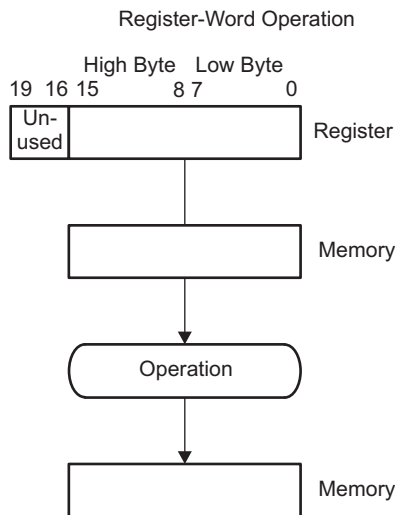 Register-Word Operation
High Byte Low Byte
19 16 15 8 7 0
Un-
used
Register
Memory
Operation
Memory